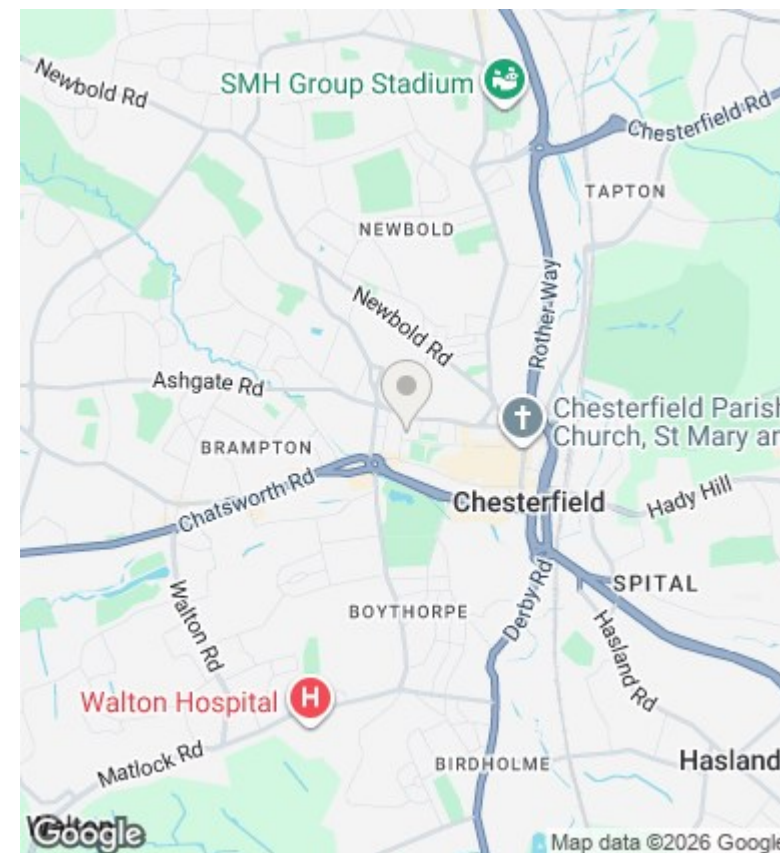 Newbold Rd
SMH Group Stadium
Chesterfield Rd
TAPTON
NEWBOLD
Newbold Rd
Rother Way
Ashgate Rd
Chesterfield Parish
Church, St Mary an
BRAMPTON
Chatsworth Rd
Chesterfield
Hady Hill
SPITAL
Derby Rd
Walton Rd
BOYTHORPE
Hasland Rd
Walton Hospital
H
Matlock Rd
BIRDHOLME
Hasland
Walton
Google
Map data ©2026 Google